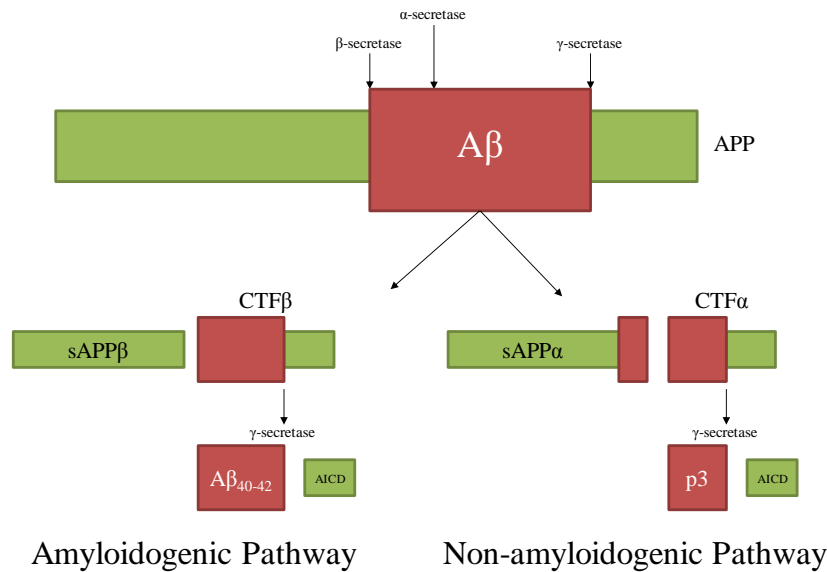 α-secretase
β-secretase
γ-secretase
Aβ
APP
CTFβ
CTFα
sAPPβ
sAPPα
γ-secretase
γ-secretase
Aβ40-42
AICD
p3
AICD
Amyloidogenic Pathway
Non-amyloidogenic Pathway